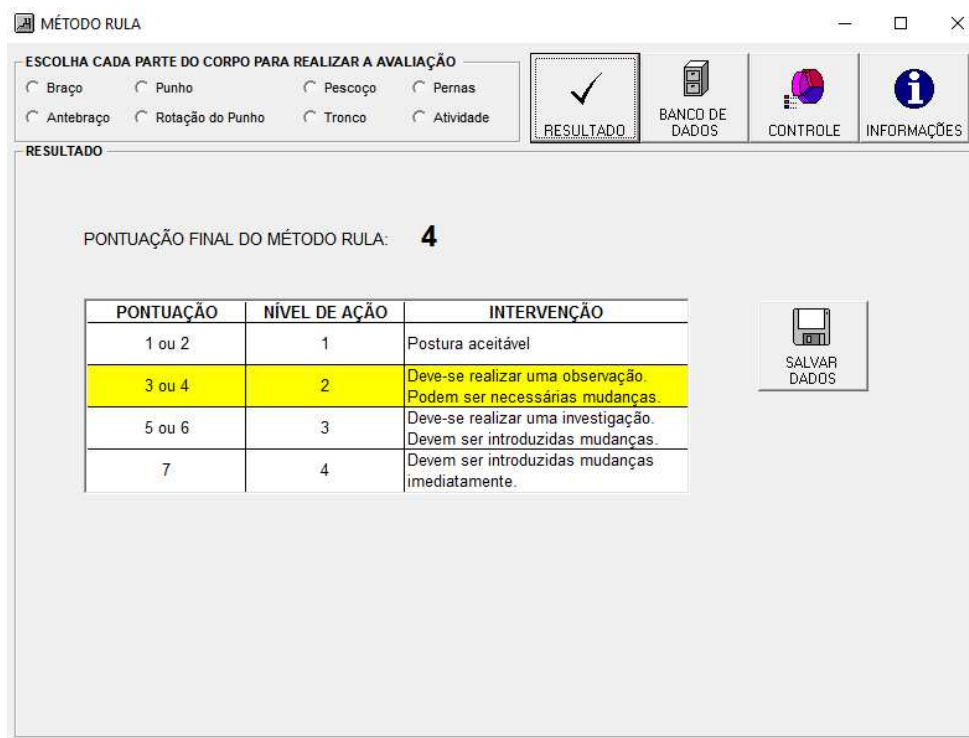 MÉTODO RULA
ESCOLHA CADA PARTE DO CORPO PARA REALIZAR A AVALIAÇÃO
Braço Punho Pescoço Pernas
Antebraço Rotação do Punho Tronco Atividade
RESULTADO
BANCO DE
DADOS
CONTROLE
INFORMAÇÕES
RESULTADO
PONTUAÇÃO FINAL DO MÉTODO RULA: 4
PONTUAÇÃO NÍVEL DE AÇÃO INTERVENÇÃO
1 ou 2 1 Postura aceitável
3 ou 4 2 Deve-se realizar uma observação.
Podem ser necessárias mudanças.
5 ou 6 3 Deve-se realizar uma investigação.
Devem ser introduzidas mudanças.
7 4 Devem ser introduzidas mudanças
imediatamente.
SALVAR
DADOS